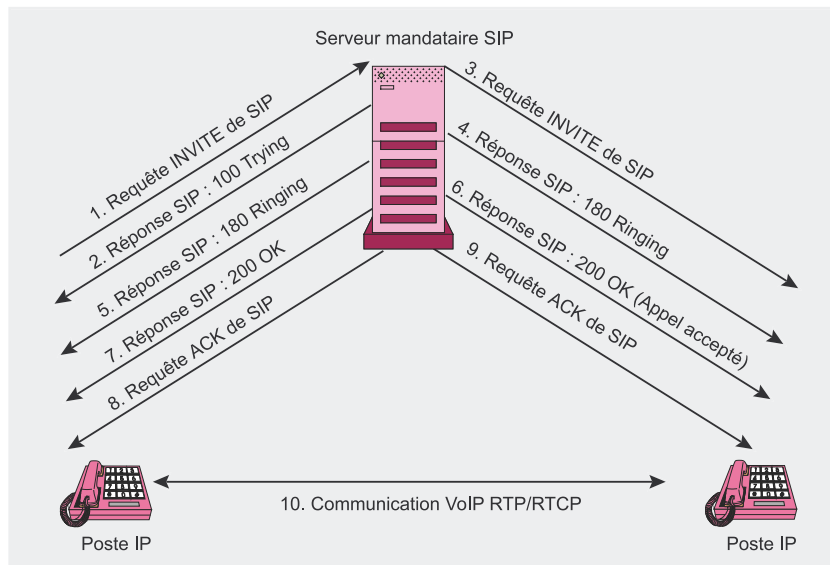 Serveur mandataire SIP
1. Requête INVITE de SIP
2. Réponse SIP : 100 Trying
3. Requête INVITE de SIP
4. Réponse SIP : 180 Ringing
5. Réponse SIP : 180 Ringing
6. Réponse SIP : 200 OK (Appel accepté)
7. Réponse SIP : 200 OK
8. Requête ACK de SIP
9. Requête ACK de SIP
10. Communication VoIP RTP/RTCP
Poste IP
Poste IP